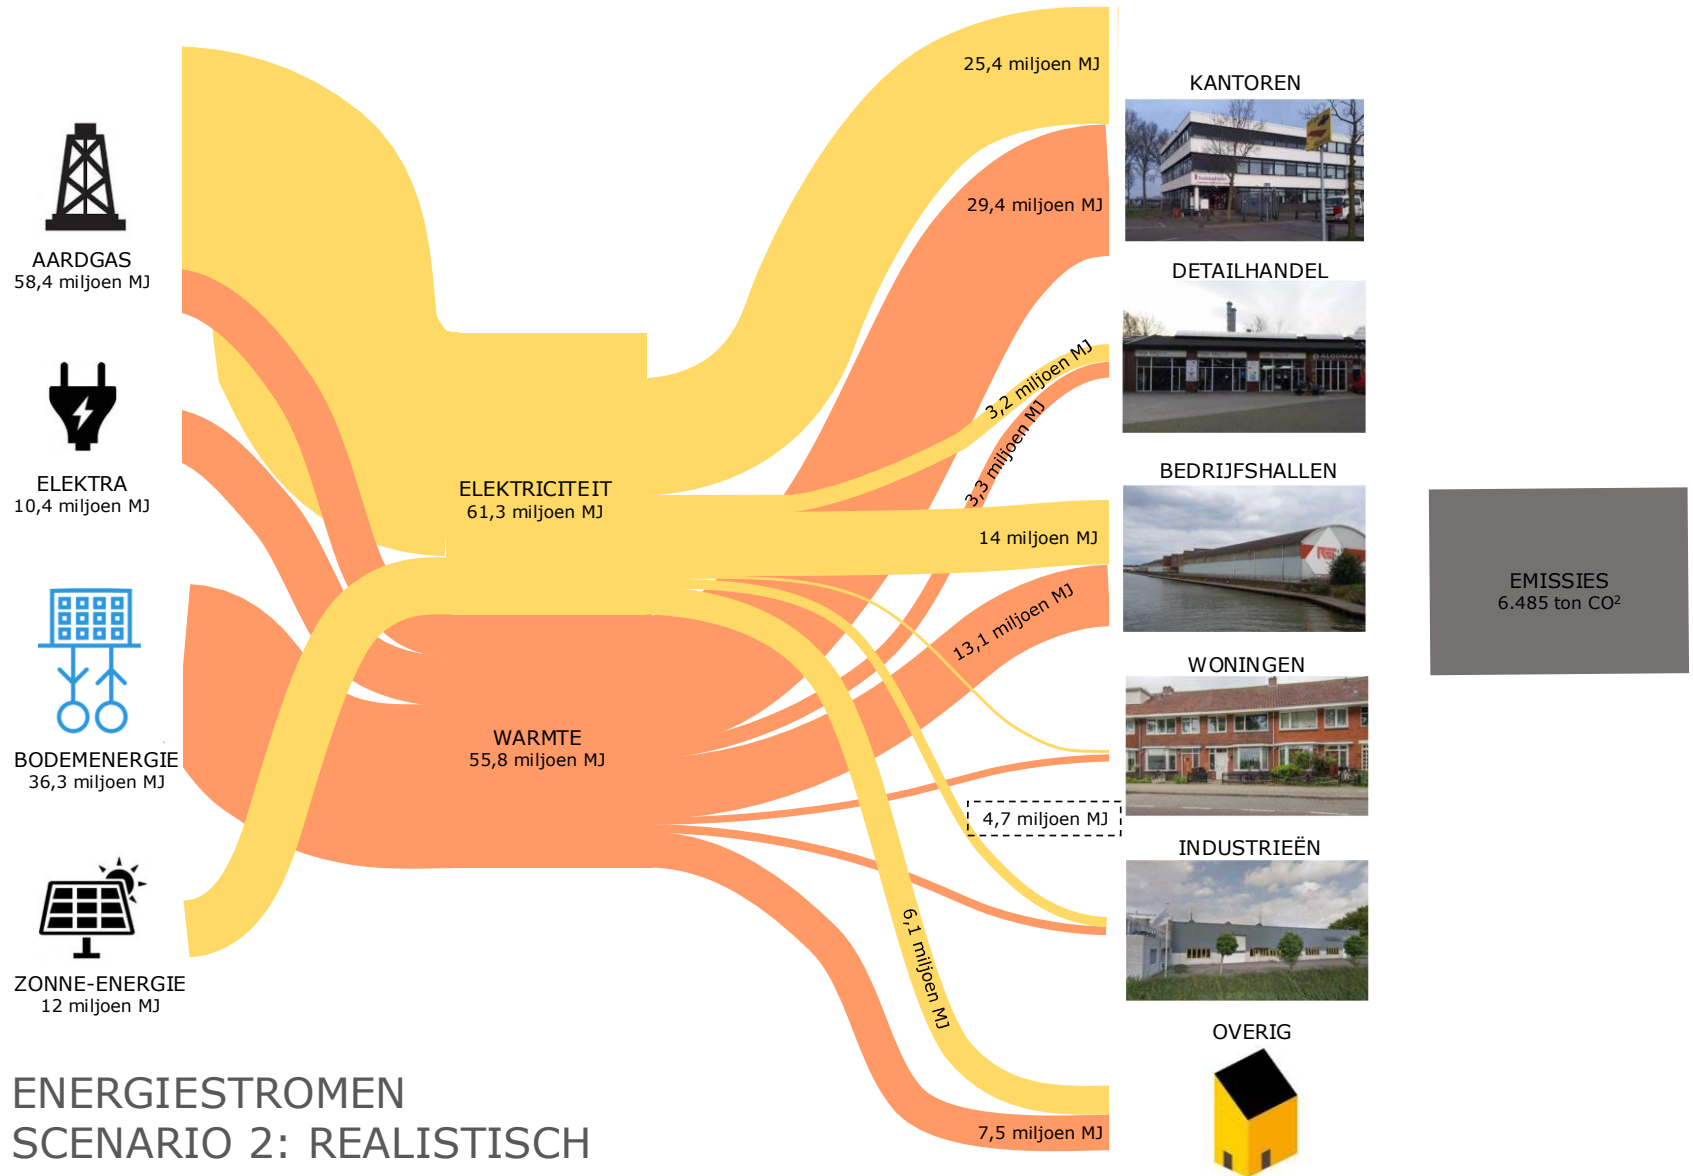 AARDGAS
58,4 miljoen MJ
ELEKTRA
10,4 miljoen MJ
BODEMENERGIE
36,3 miljoen MJ
ZONNE-ENERGIE
12 miljoen MJ
ELEKTRICITEIT
61,3 miljoen MJ
WARMTE
55,8 miljoen MJ
25,4 miljoen MJ
29,4 miljoen MJ
3,2 miljoen MJ
3,3 miljoen MJ
14 miljoen MJ
13,1 miljoen MJ
4,7 miljoen MJ
6,1 miljoen MJ
7,5 miljoen MJ
KANTOREN
DETAILHANDEL
BEDRIJFSHALLEN
WONINGEN
INDUSTRIEËN
OVERIG
EMISSIES
6.485 ton CO²
ENERGIESTROMEN
SCENARIO 2: REALISTISCH